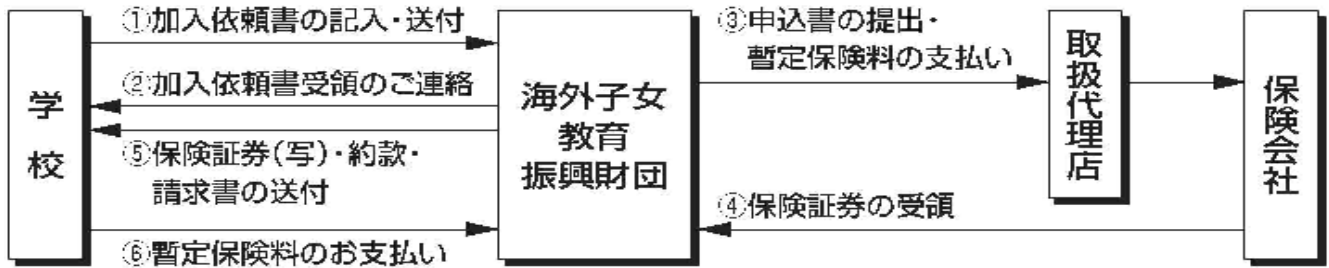 学校
①加入依頼書の記入・送付
②加入依頼書受領のご連絡
⑤保険証券(写)・約款・
請求書の送付
⑥暫定保険料のお支払い
海外子女
教育
振興財団
③申込書の提出・
暫定保険料の支払い
④保険証券の受領
取扱代理店
保険会社